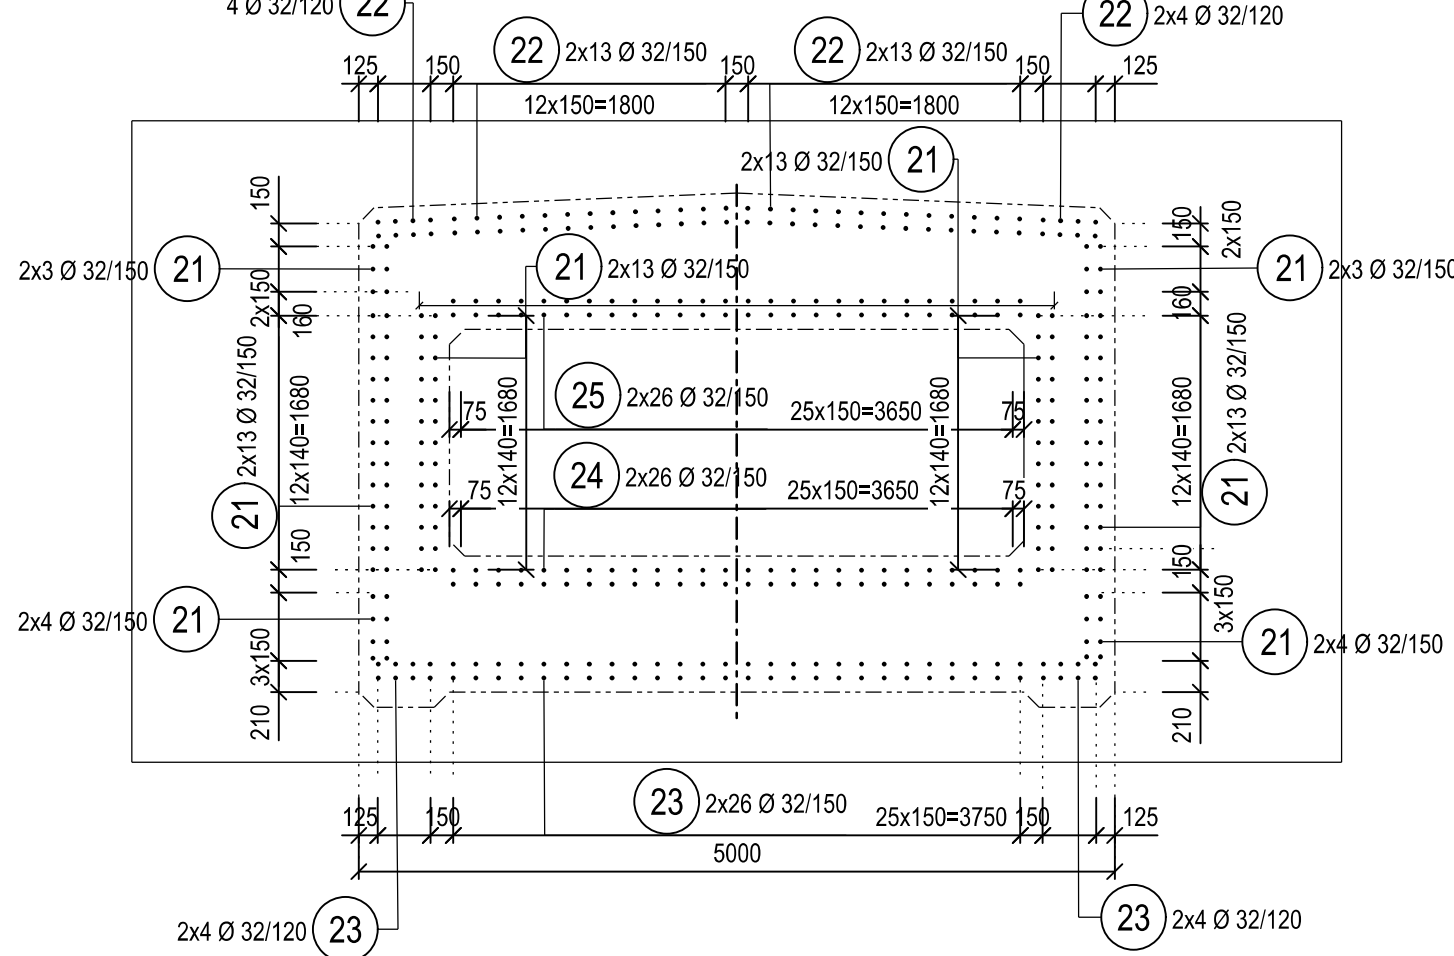 4 Ø 32/120 22
22 2x4 Ø 32/120
22 2x13 Ø 32/150
22 2x13 Ø 32/150
125
150
150
150
125
12x150=1800
12x150=1800
2x13 Ø 32/150 21
150
150
2x150
2x3 Ø 32/150 21
21 2x13 Ø 32/150
21 2x3 Ø 32/150
2x150
160
160
2x13 Ø 32/150
12x140=1680
12x140=1680
12x140=1680
12x140=1680
2x13 Ø 32/150
25 2x26 Ø 32/150
75
25x150=3650
75
24 2x26 Ø 32/150
75
25x150=3650
75
21
21
150
150
2x4 Ø 32/150 21
21 2x4 Ø 32/150
3x150
3x150
210
210
23 2x26 Ø 32/150
125
150
25x150=3750
150
125
5000
2x4 Ø 32/120 23
23 2x4 Ø 32/120